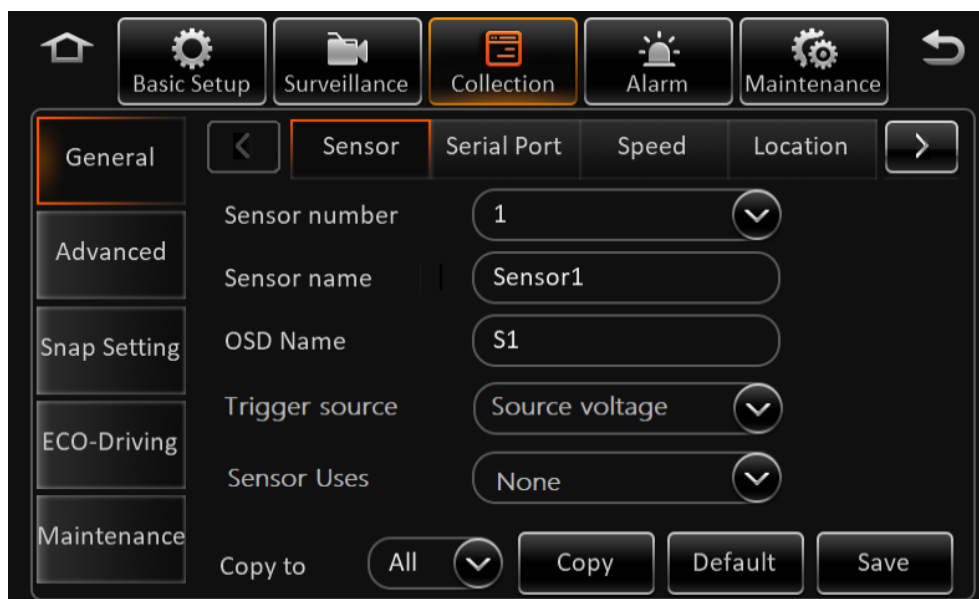 Basic Setup Surveillance Collection Alarm Maintenance
General Sensor Serial Port Speed Location
Sensor number 1
Advanced
Sensor name Sensor1
Snap Setting OSD Name S1
Trigger source Source voltage
ECO-Driving
Sensor Uses None
Maintenance
Copy to All Copy Default Save